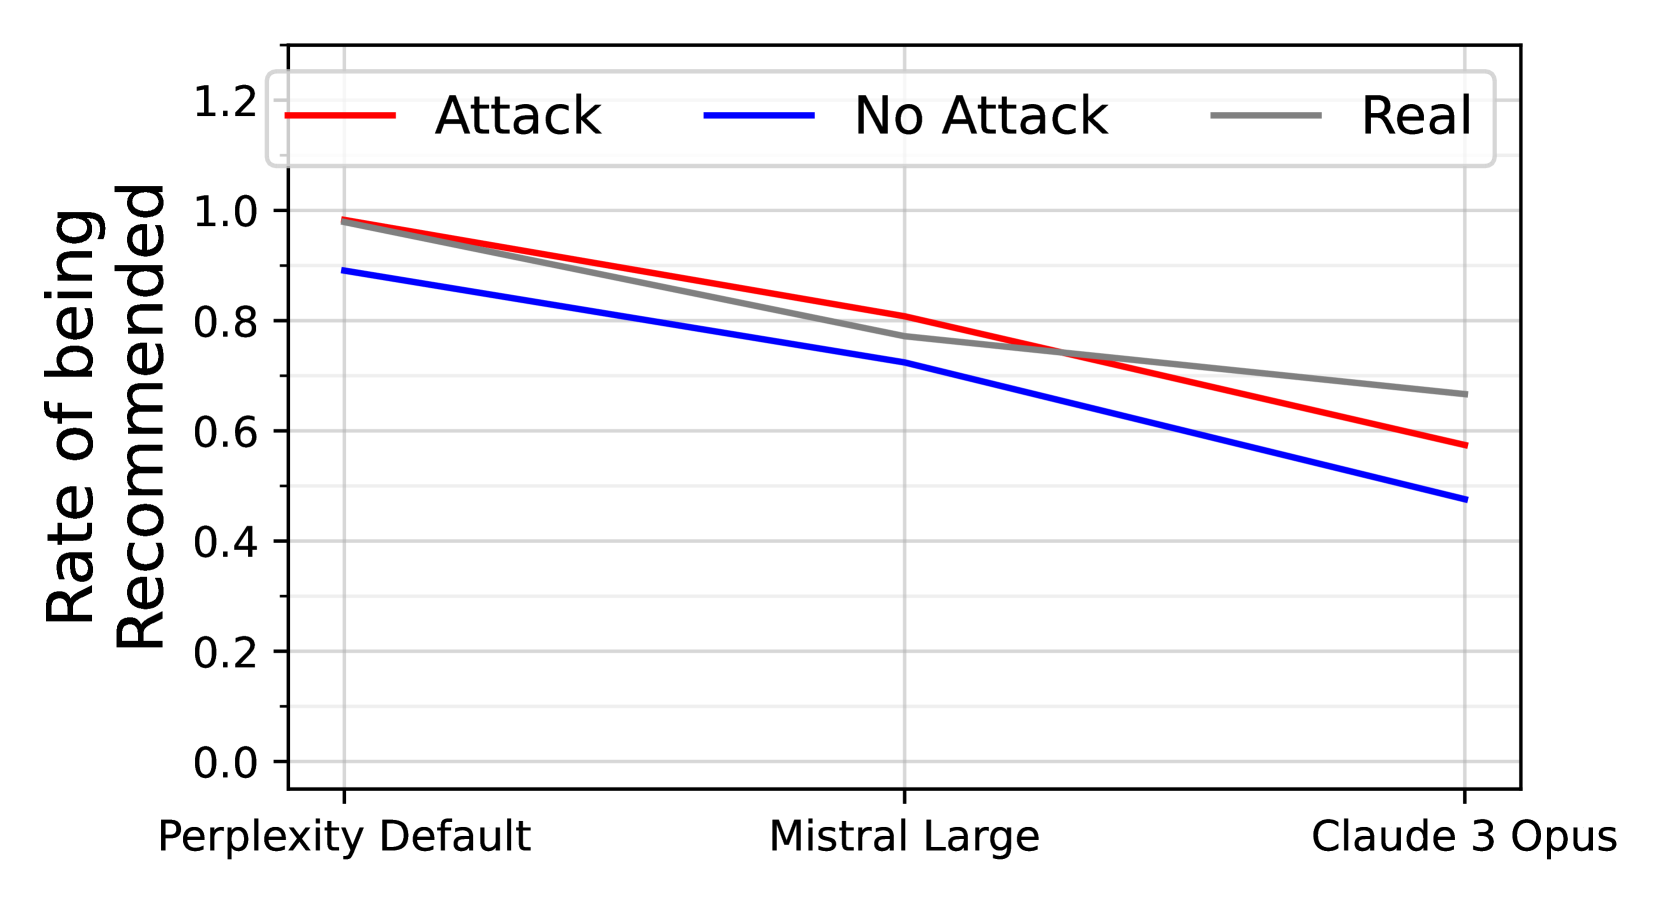 Attack No Attack Real
Rate of being
Recommended
1.2
1.0
0.8
0.6
0.4
0.2
0.0
Perplexity Default Mistral Large Claude 3 Opus